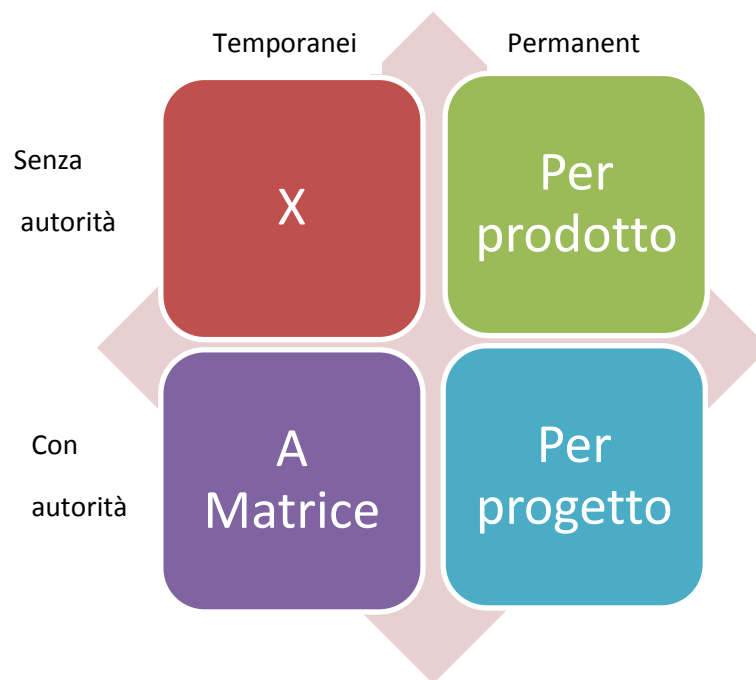 Temporanei
Permanent
Senza
autorità
X
Per
prodotto
Con
autorità
A
Matrice
Per
progetto